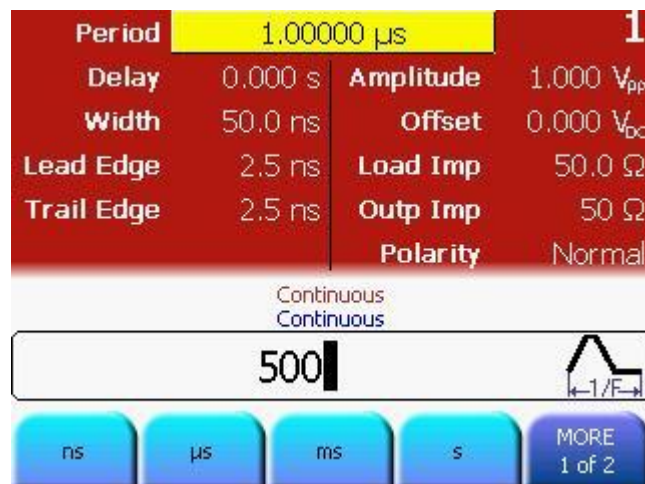 Period 1.00000 µs 1
Delay 0.000 s Amplitude 1.000 Vpp
Width 50.0 ns Offset 0.000 VDC
Lead Edge 2.5 ns Load Imp 50.0 Ω
Trail Edge 2.5 ns Outp Imp 50 Ω
Polarity Normal
Continuous
Continuous
500
1/F
ns µs ms s MORE
1 of 2